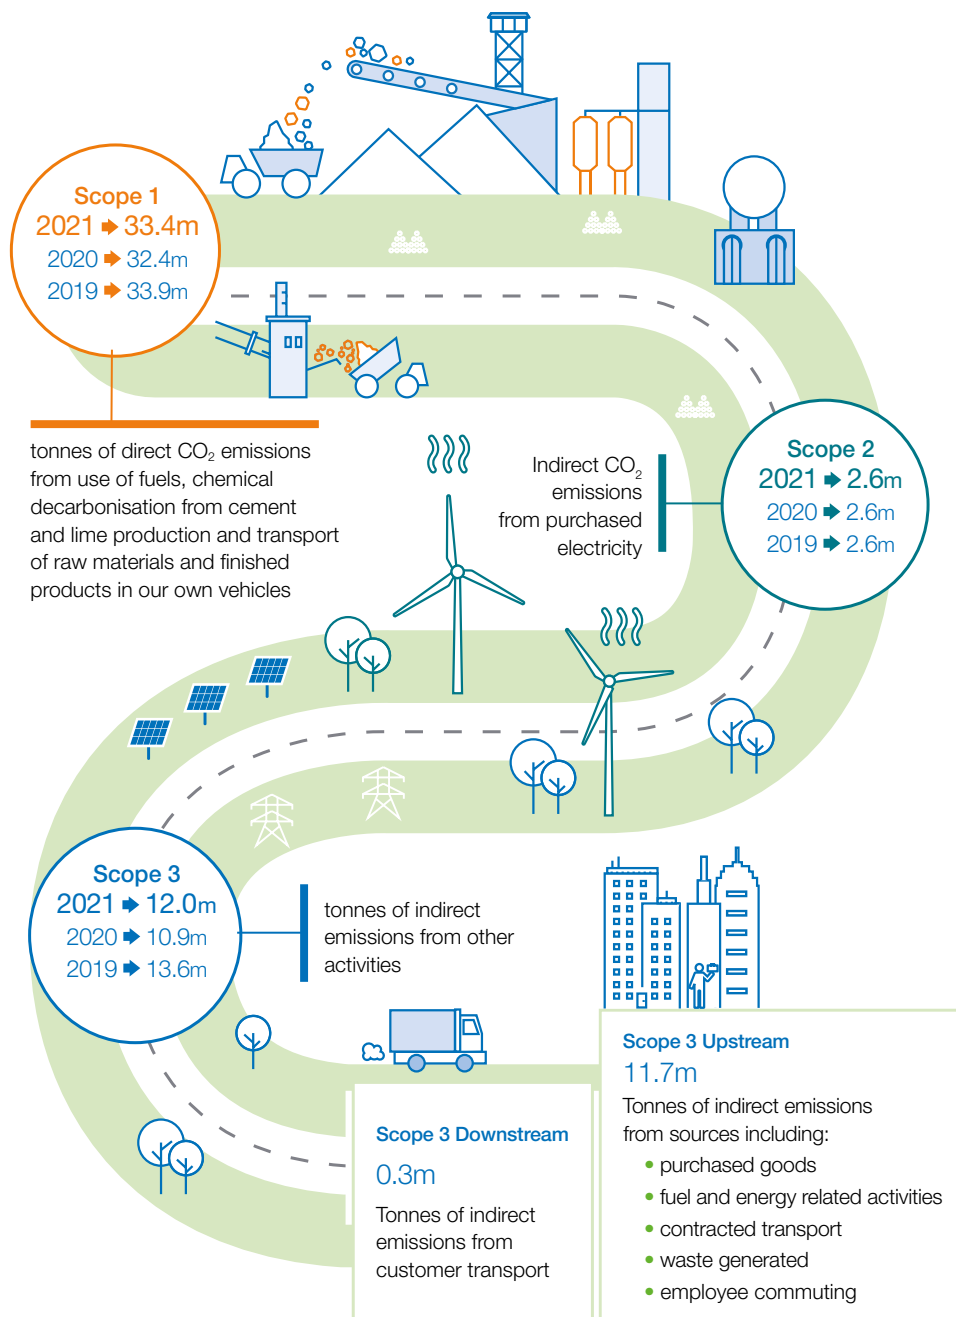 Scope 1
2021 → 33.4m
2020 → 32.4m
2019 → 33.9m
tonnes of direct CO₂ emissions
from use of fuels, chemical
decarbonisation from cement
and lime production and transport
of raw materials and finished
products in our own vehicles
Scope 2
2021 → 2.6m
2020 → 2.6m
2019 → 2.6m
Indirect CO₂
emissions
from purchased
electricity
Scope 3
2021 → 12.0m
2020 → 10.9m
2019 → 13.6m
tonnes of indirect
emissions from other
activities
Scope 3 Downstream
0.3m
Tonnes of indirect
emissions from
customer transport
Scope 3 Upstream
11.7m
Tonnes of indirect emissions
from sources including:
• purchased goods
• fuel and energy related activities
• contracted transport
• waste generated
• employee commuting